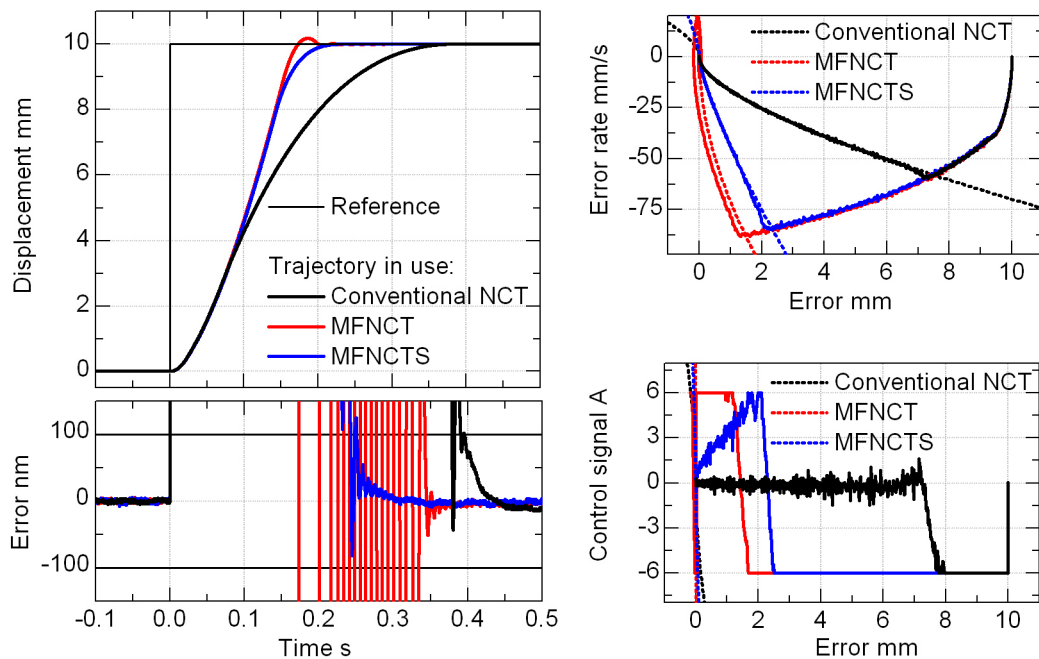 Displacement mm
10
8
6
4
2
0
Reference
Trajectory in use:
Conventional NCT
MFNCT
MFNCTS
Error nm
100
0
-100
-0.1 0.0 0.1 0.2 0.3 0.4 0.5
Time s
Error rate mm/s
0
-25
-50
-75
Conventional NCT
MFNCT
MFNCTS
0 2 4 6 8 10
Error mm
Control signal A
6
3
0
-3
-6
Conventional NCT
MFNCT
MFNCTS
0 2 4 6 8 10
Error mm